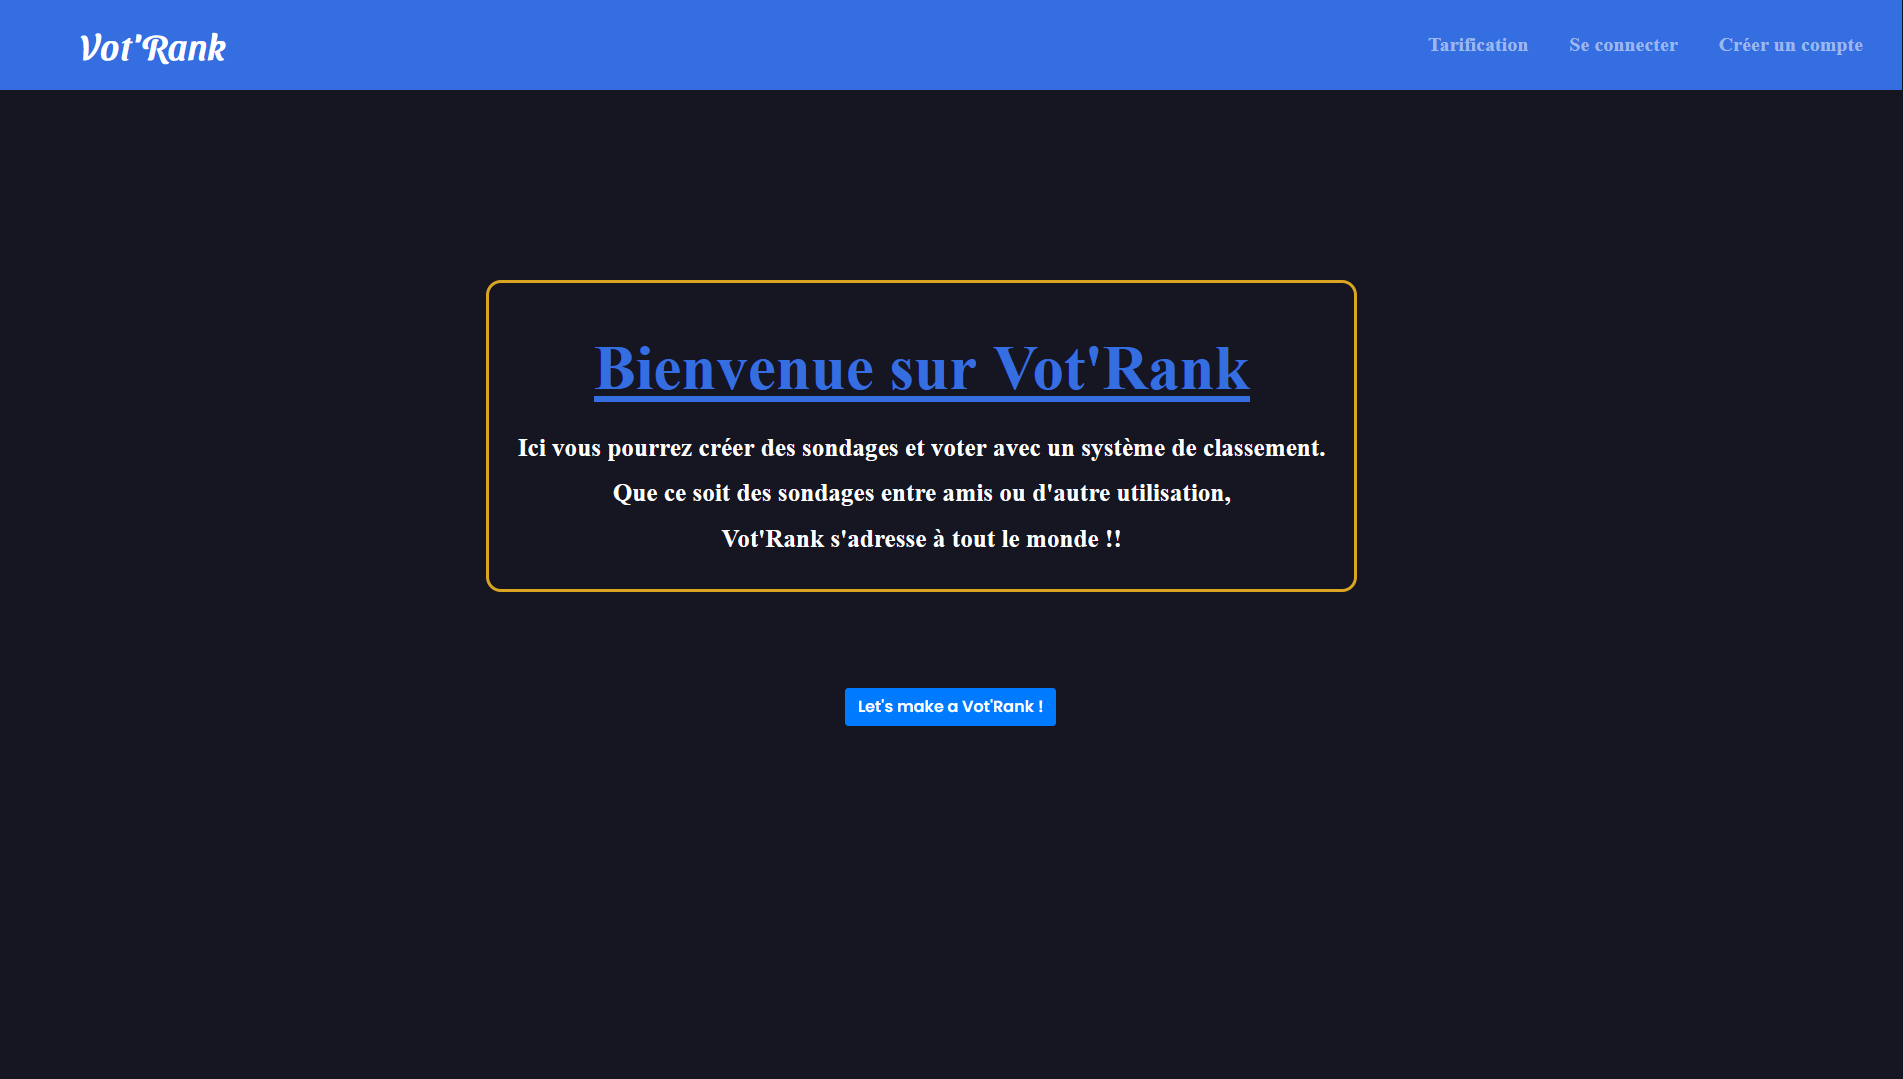 Vot'Rank
Tarification Se connecter Créer un compte
Bienvenue sur Vot'Rank
Ici vous pourrez créer des sondages et voter avec un système de classement.
Que ce soit des sondages entre amis ou d'autre utilisation,
Vot'Rank s'adresse à tout le monde !!
Let's make a Vot'Rank !